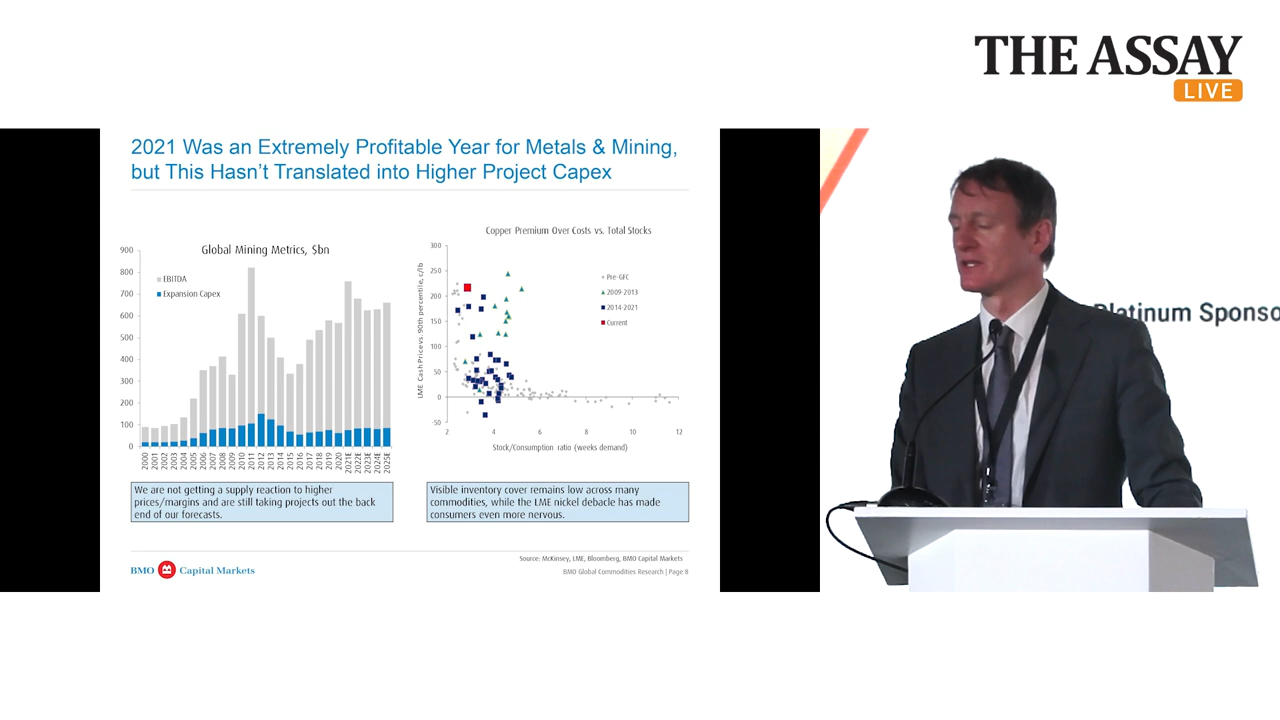 THE ASSAY
LIVE
2021 Was an Extremely Profitable Year for Metals & Mining,
but This Hasn't Translated into Higher Project Capex
Global Mining Metrics, $bn
900
800
700
600
500
400
300
200
100
0
EBITDA
Expansion Capex
2000 2001 2002 2003 2004 2005 2006 2007 2008 2009 2010 2011 2012 2013 2014 2015 2016 2017 2018 2019 2020 2021E 2022E 2023E 2024E 2025E
Copper Premium Over Costs vs. Total Stocks
LME Cash Price vs. 90th percentile, c/lb
300
250
200
150
100
50
0
-50
Pre-GFC
2009-2013
2014-2021
Current
2 4 6 8 10 12
Stock/Consumption ratio (weeks demand)
We are not getting a supply reaction to higher
prices/margins and are still taking projects out the back
end of our forecasts.
Visible inventory cover remains low across many
commodities, while the LME nickel debacle has made
consumers even more nervous.
Source: McKinsey, LME, Bloomberg, BMO Capital Markets
BMO Capital Markets
BMO Global Commodities Research | Page 8
Platinum Sponso